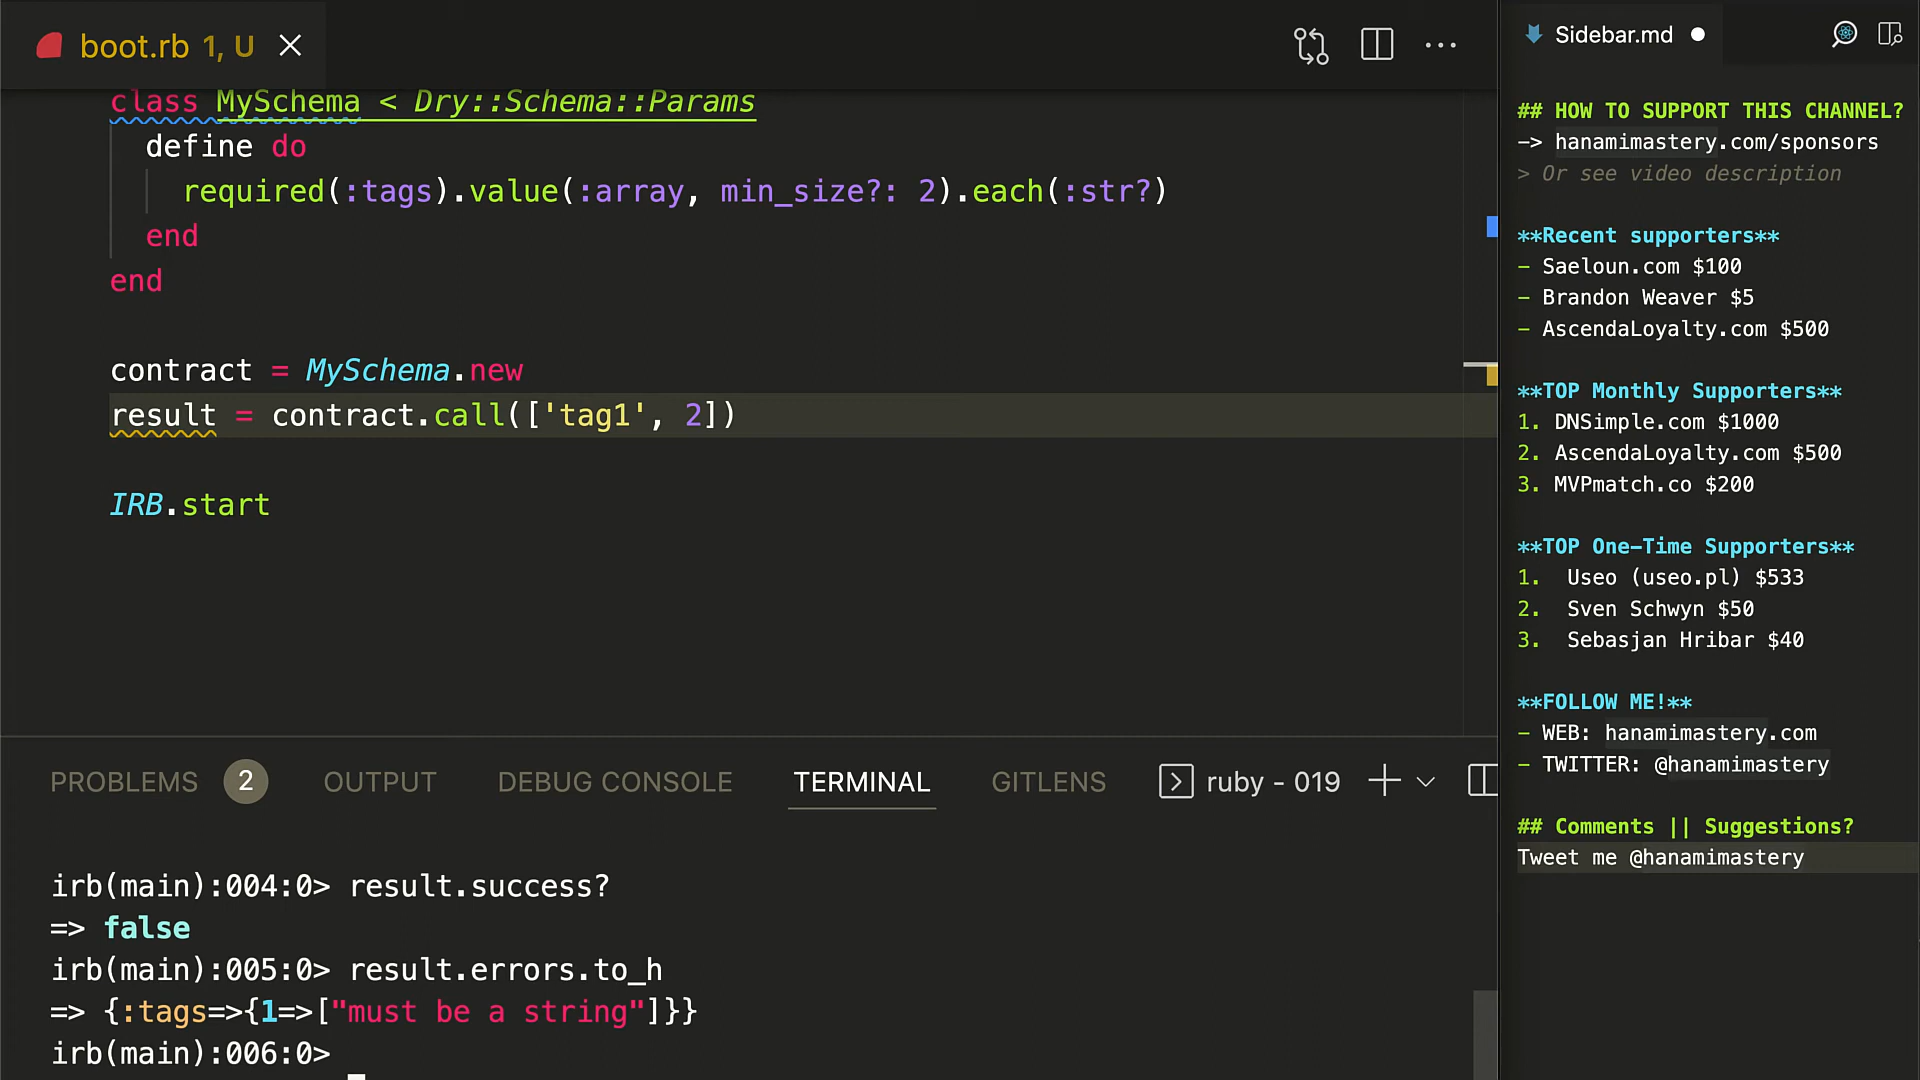 boot.rb 1, U
class MySchema < Dry::Schema::Params
define do
required(:tags).value(:array, min_size?: 2).each(:str?)
end
end
contract = MySchema.new
result = contract.call(['tag1', 2])
IRB.start
PROBLEMS 2 OUTPUT DEBUG CONSOLE TERMINAL GITLENS ruby - 019
irb(main):004:0> result.success?
=> false
irb(main):005:0> result.errors.to_h
=> {:tags=>{1=>["must be a string"]}}
irb(main):006:0>
Sidebar.md
## HOW TO SUPPORT THIS CHANNEL?
-> hanamimastery.com/sponsors
> Or see video description
**Recent supporters**
- Saeloun.com $100
- Brandon Weaver $5
- AscendaLoyalty.com $500
**TOP Monthly Supporters**
1. DNSimple.com $1000
2. AscendaLoyalty.com $500
3. MVPmatch.co $200
**TOP One-Time Supporters**
1. Useo (useo.pl) $533
2. Sven Schwyn $50
3. Sebasjan Hribar $40
**FOLLOW ME!**
- WEB: hanamimastery.com
- TWITTER: @hanamimastery
## Comments || Suggestions?
Tweet me @hanamimastery